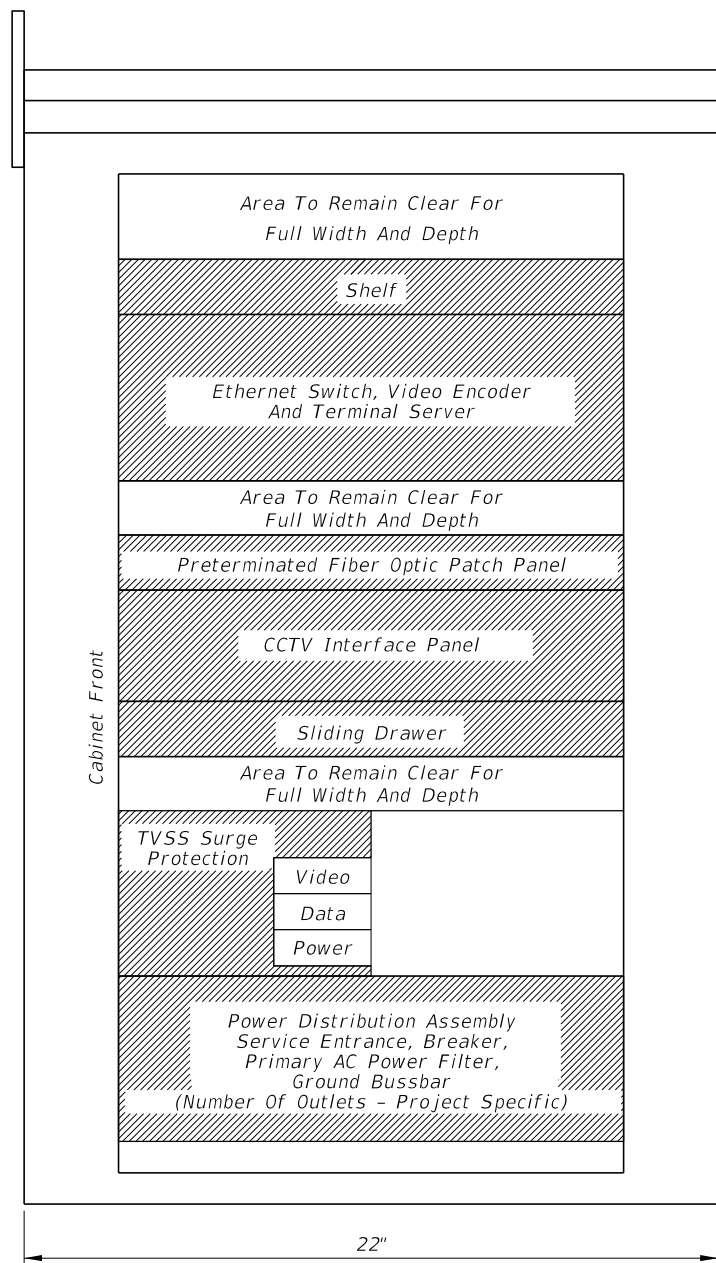 Area To Remain Clear For
Full Width And Depth
Shelf
Ethernet Switch, Video Encoder
And Terminal Server
Area To Remain Clear For
Full Width And Depth
Preterminated Fiber Optic Patch Panel
CCTV Interface Panel
Cabinet Front
Sliding Drawer
Area To Remain Clear For
Full Width And Depth
TVSS Surge
Protection
Video
Data
Power
Power Distribution Assembly
Service Entrance, Breaker,
Primary AC Power Filter,
Ground Bussbar
(Number Of Outlets – Project Specific)
22"